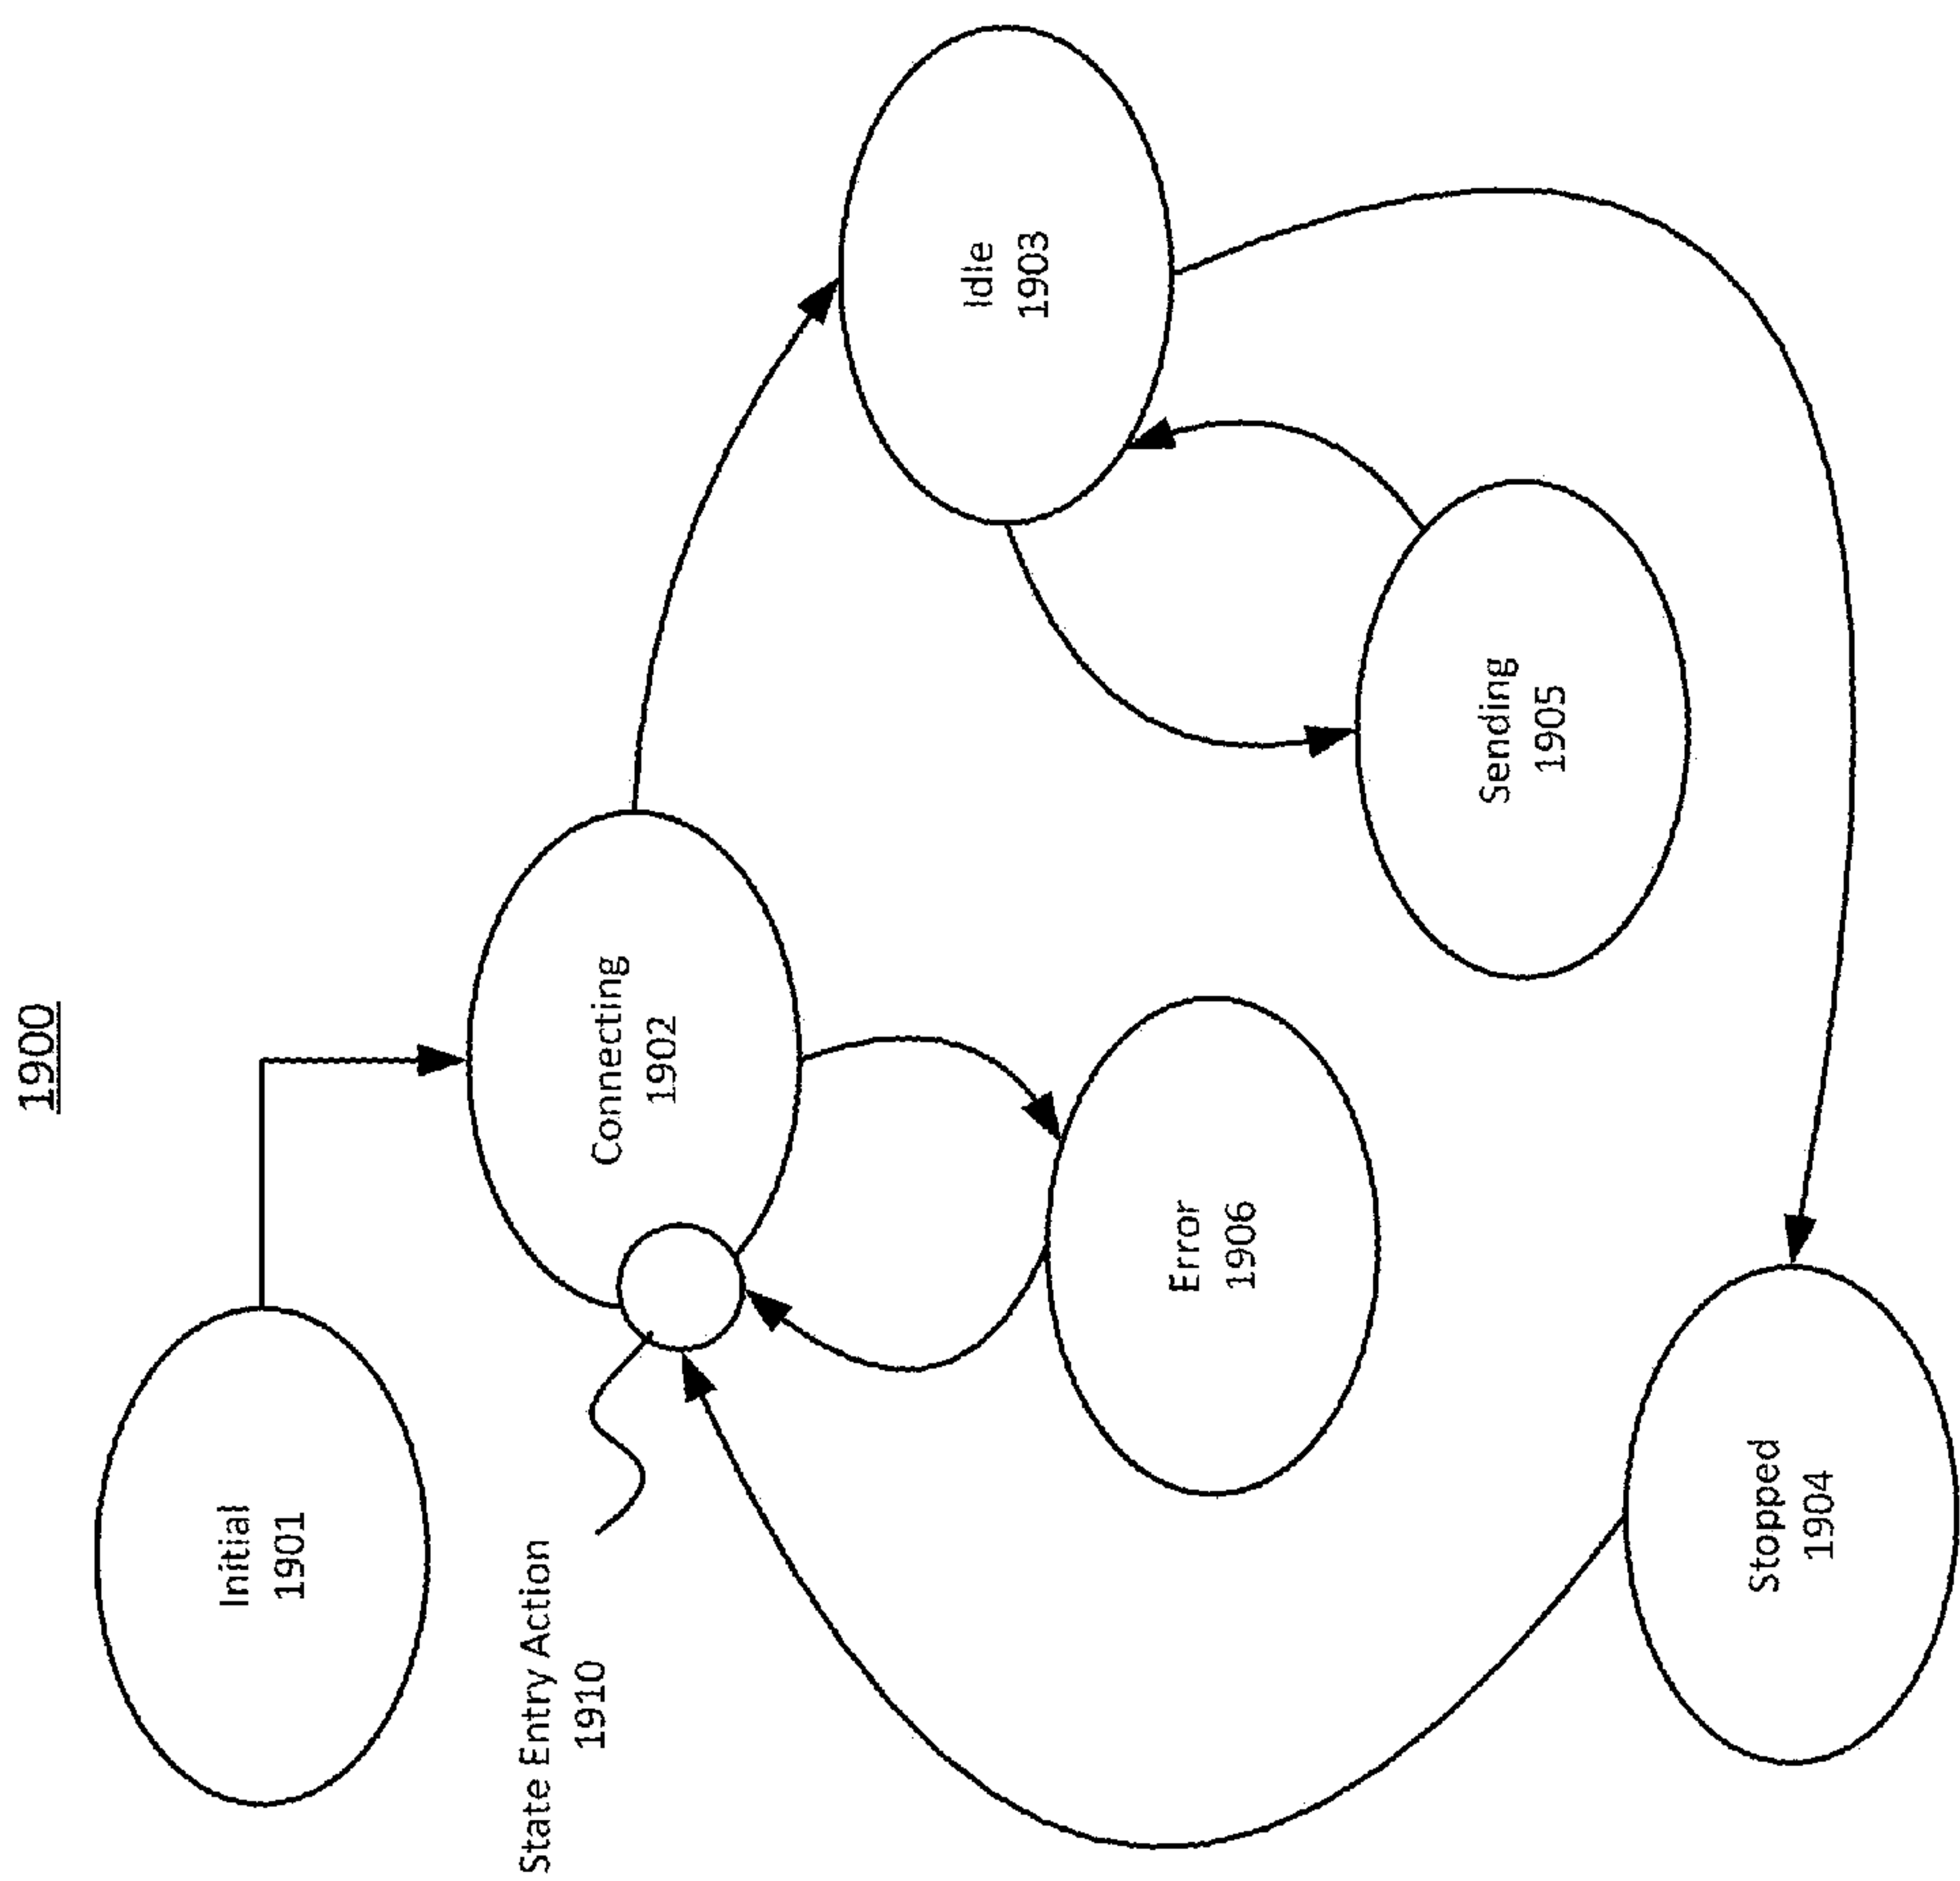 1900
Initial
1901
State Entry Action
1910
Connecting
1902
Idle
1903
Error
1906
Sending
1905
Stopped
1904